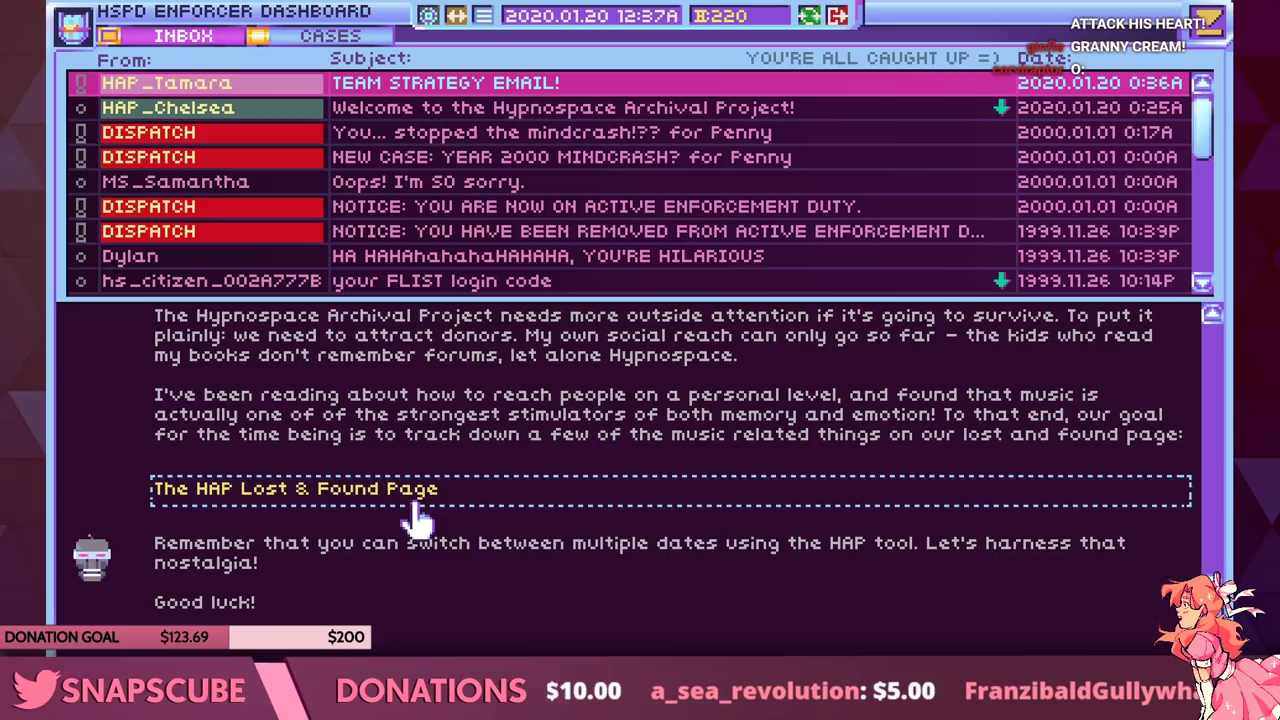 HSPD ENFORCER DASHBOARD
2020.01.20 12:37A
220
INBOX
CASES
ATTACK HIS HEART!
GRANNY CREAM!
O:
From:
Subject:
YOU'RE ALL CAUGHT UP =)
Date:
HAP_Tamara
TEAM STRATEGY EMAIL!
2020.01.20 0:36A
HAP_Chelsea
Welcome to the Hypnospace Archival Project!
2020.01.20 0:25A
DISPATCH
You... stopped the mindcrash!?? for Penny
2000.01.01 0:17A
DISPATCH
NEW CASE: YEAR 2000 MINDCRASH? for Penny
2000.01.01 0:00A
MS_Samantha
Oops! I'm SO sorry.
2000.01.01 0:00A
DISPATCH
NOTICE: YOU ARE NOW ON ACTIVE ENFORCEMENT DUTY.
2000.01.01 0:00A
DISPATCH
NOTICE: YOU HAVE BEEN REMOVED FROM ACTIVE ENFORCEMENT D...
1999.11.26 10:39P
Dylan
HA HAHAhahahaHAHAHA, YOU'RE HILARIOUS
1999.11.26 10:39P
hs_citizen_002A777B
your FLIST login code
1999.11.26 10:14P
The Hypnospace Archival Project needs more outside attention if it's going to survive. To put it
plainly: we need to attract donors. My own social reach can only go so far - the kids who read
my books don't remember forums, let alone Hypnospace.
I've been reading about how to reach people on a personal level, and found that music is
actually one of of the strongest stimulators of both memory and emotion! To that end, our goal
for the time being is to track down a few of the music related things on our lost and found page:
The HAP Lost & Found Page
Remember that you can switch between multiple dates using the HAP tool. Let's harness that
nostalgia!
Good luck!
DONATION GOAL $123.69 $200
SNAPSCUBE
DONATIONS
$10.00
a_sea_revolution: $5.00
FranzibaldGullywh